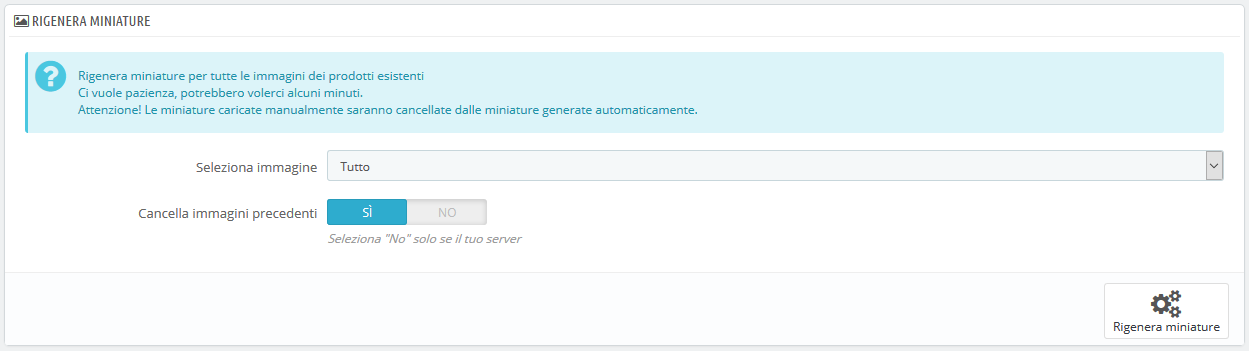 RIGENERA MINIATURE
Rigenera miniature per tutte le immagini dei prodotti esistenti
Ci vuole pazienza, potrebbero volerci alcuni minuti.
Attenzione! Le miniature caricate manualmente saranno cancellate dalle miniature generate automaticamente.
Seleziona immagine Tutto
Cancella immagini precedenti SÌ NO
Seleziona "No" solo se il tuo server
Rigenera miniature